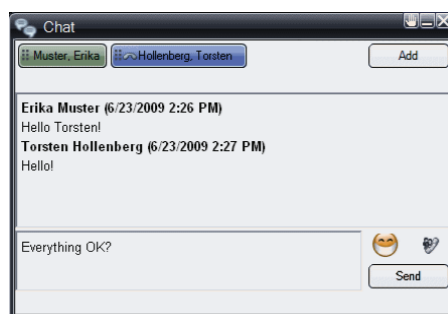 Chat
Muster, Erika Hollenberg, Torsten Add
Erika Muster (6/23/2009 2:26 PM)
Hello Torsten!
Torsten Hollenberg (6/23/2009 2:27 PM)
Hello!
Everything OK?
Send